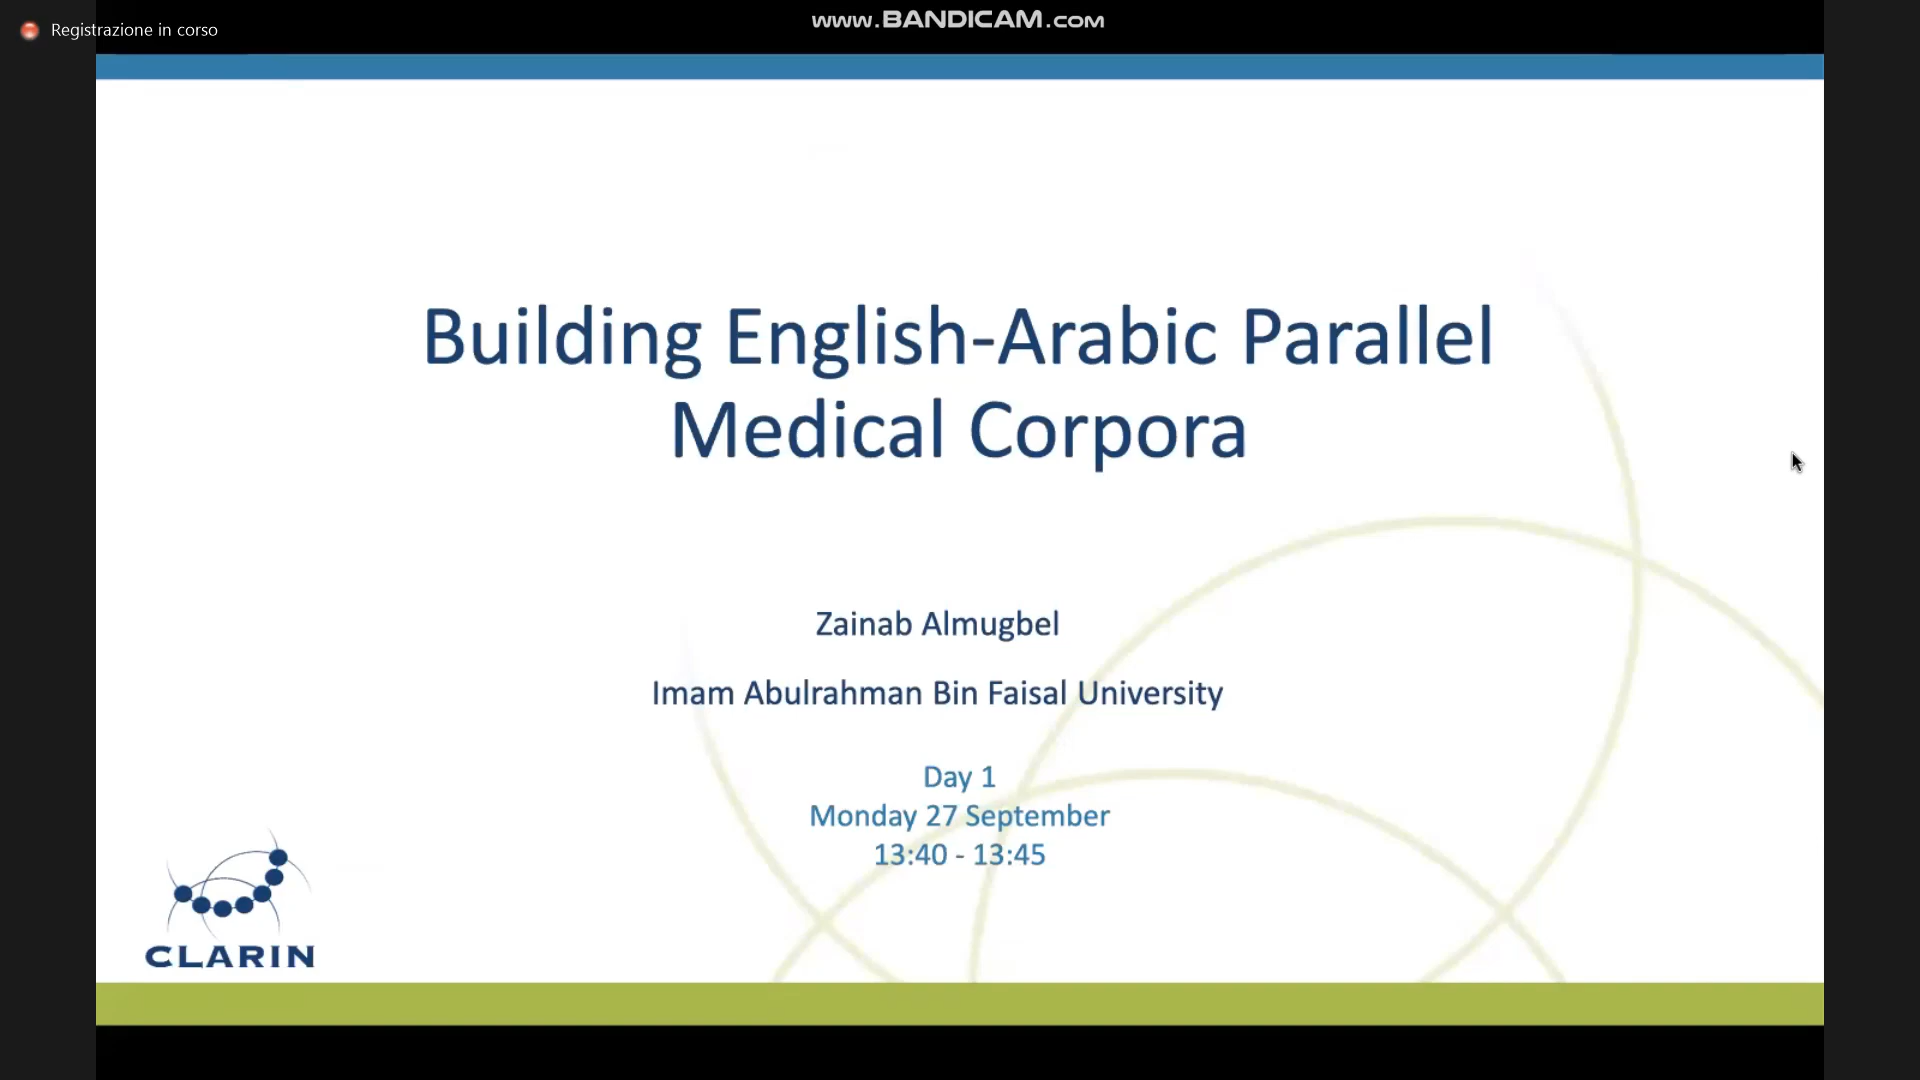 Registrazione in corso
www.BANDICAM.COM
Building English-Arabic Parallel
Medical Corpora
Zainab Almugbel
Imam Abulrahman Bin Faisal University
Day 1
Monday 27 September
13:40 - 13:45
CLARIN